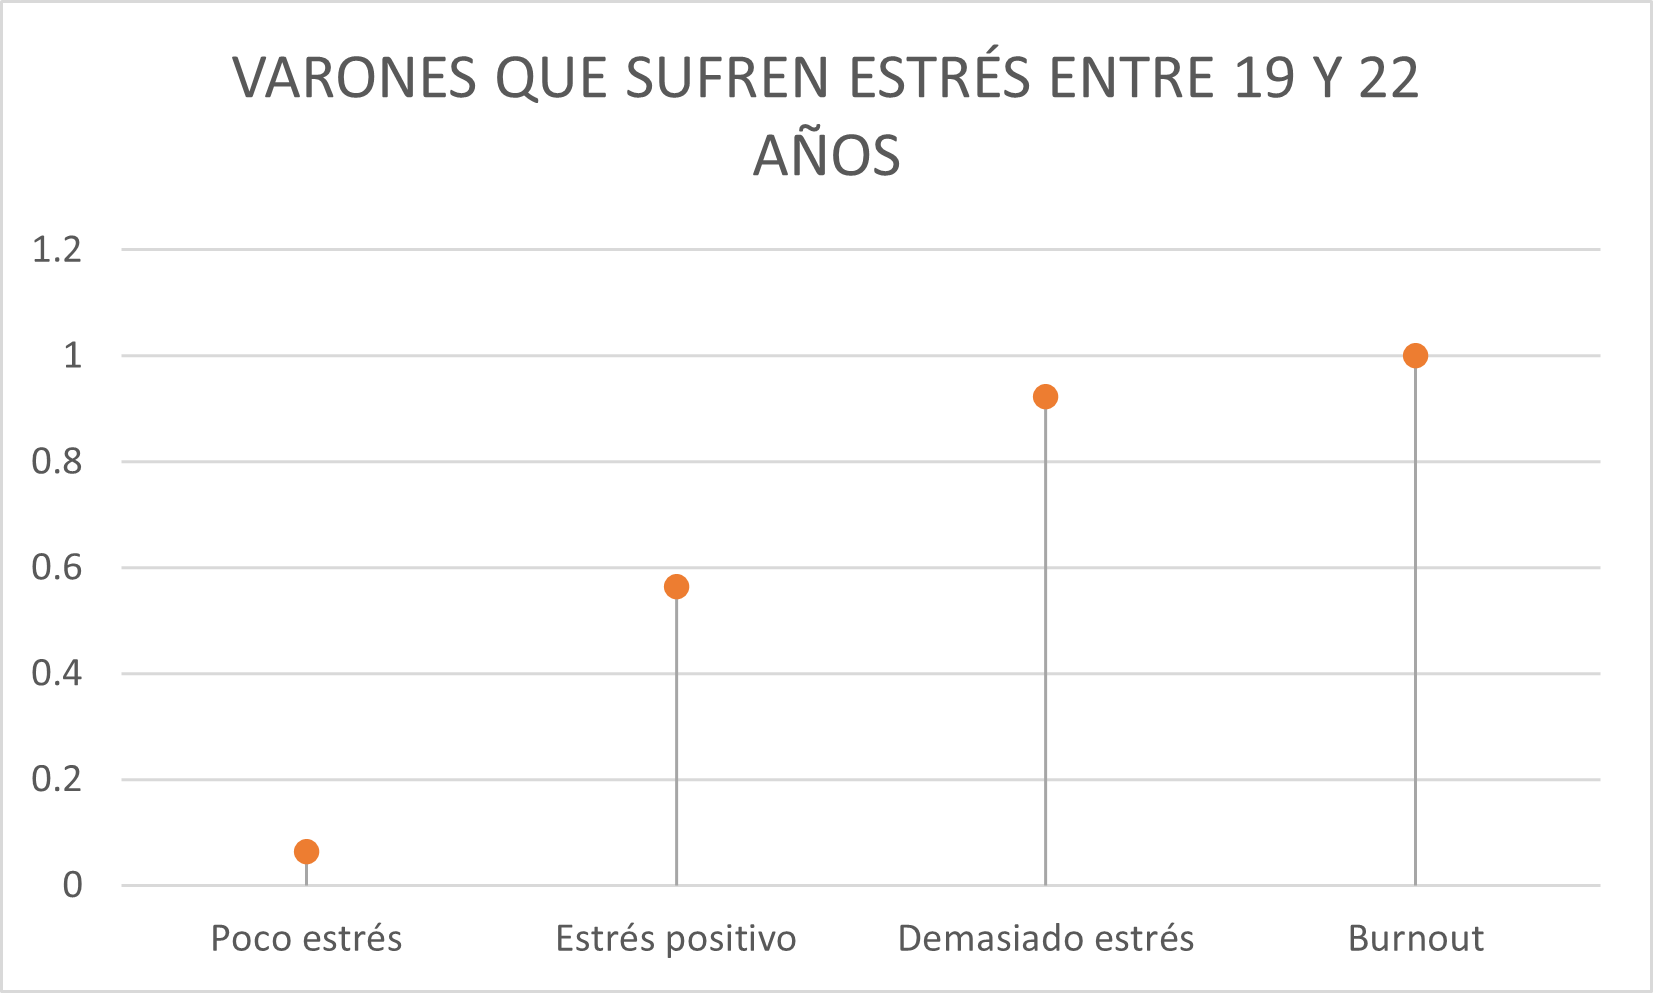 VARONES QUE SUFREN ESTRÉS ENTRE 19 Y 22
AÑOS
1.2
1
0.8
0.6
0.4
0.2
0
Poco estrés Estrés positivo Demasiado estrés Burnout